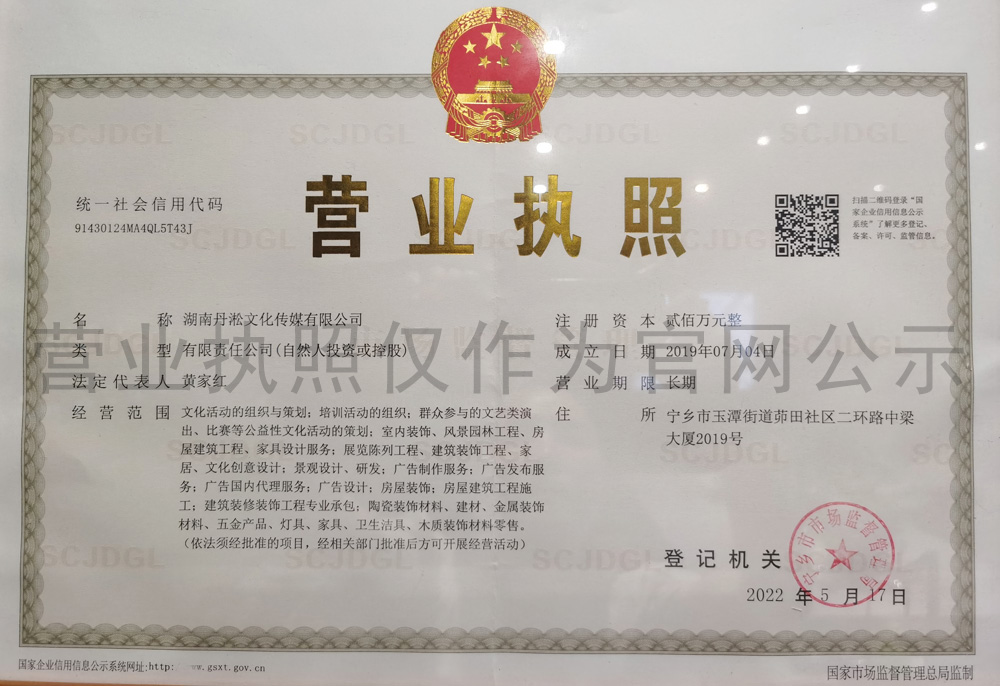 营业执照
统一社会信用代码
91430124MA4QL5T43J
扫描二维码登录“国
家企业信用信息公示
系统”了解更多登记、
备案、许可、监管信息。
名 称 湖南丹淞文化传媒有限公司
类 型 有限责任公司(自然人投资或控股)
法定代表人 黄家红
经营范围 文化活动的组织与策划；培训活动的组织；群众参与的文艺类演
出、比赛等公益性文化活动的策划；室内装饰、风景园林工程、房
屋建筑工程、家具设计服务；展览陈列工程、建筑装饰工程、家
居、文化创意设计；景观设计、研发；广告制作服务；广告发布服
务；广告国内代理服务；广告设计；房屋装饰；房屋建筑工程施
工；建筑装修装饰工程专业承包；陶瓷装饰材料、建材、金属装饰
材料、五金产品、灯具、家具、卫生洁具、木质装饰材料零售。
（依法须经批准的项目，经相关部门批准后方可开展经营活动）
注册资本 贰佰万元整
成立日期 2019年07月04日
营业期限 长期
住 所 宁乡市玉潭街道茆田社区二环路中梁
大厦2019号
营业执照仅作为官网公示
登记机关
宁乡市市场监督管理局
2022 年 5 月 17 日
国家企业信用信息公示系统网址:http: www.gsxt.gov.cn
国家市场监督管理总局监制
SCJDGL
SCJDGL
SCJDGL
SCJDGL
SCJDGL
SCJDGL
SCJDGL